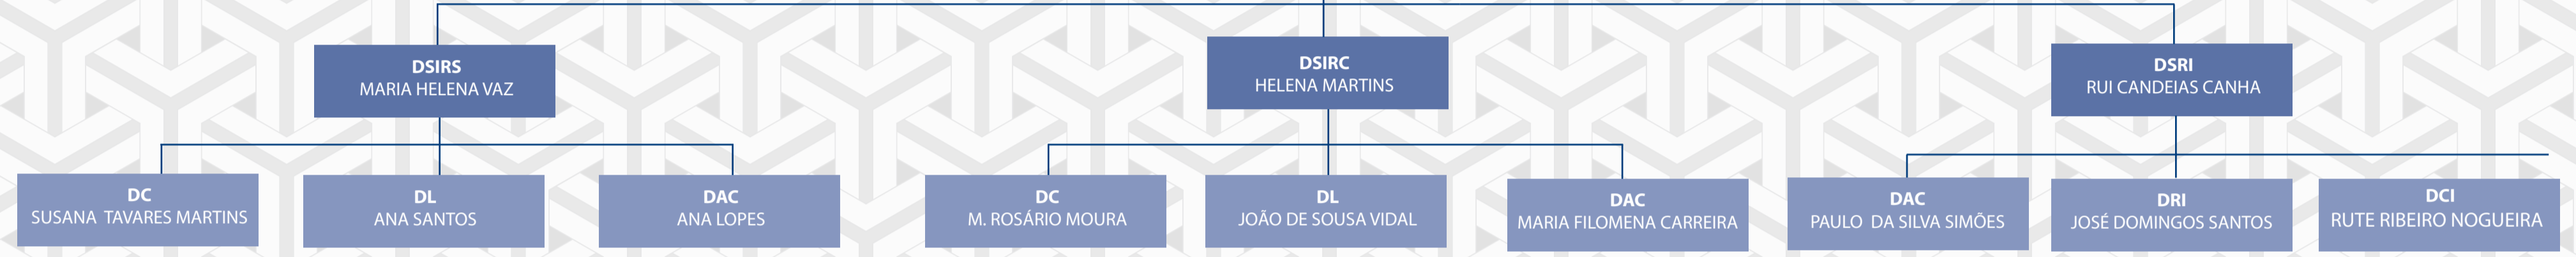 DSIRS
MARIA HELENA VAZ
DSIRC
HELENA MARTINS
DSRI
RUI CANDEIAS CANHA
DC
SUSANA TAVARES MARTINS
DL
ANA SANTOS
DAC
ANA LOPES
DC
M. ROSÁRIO MOURA
DL
JOÃO DE SOUSA VIDAL
DAC
MARIA FILOMENA CARREIRA
DAC
PAULO DA SILVA SIMÕES
DRI
JOSÉ DOMINGOS SANTOS
DCI
RUTE RIBEIRO NOGUEIRA